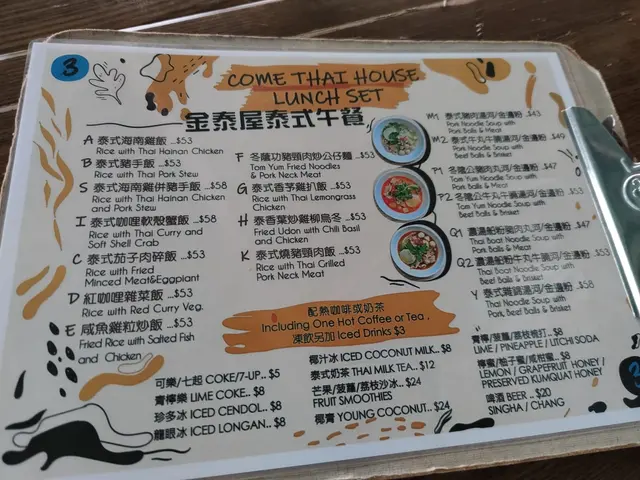 3
COME THAI HOUSE
LUNCH SET
金泰屋泰式午餐
A 泰式海南雞飯 ...$53
Rice with Thai Hainan Chicken
B 泰式豬手飯 ...$53
Rice with Thai Pork Stew
S 泰式海南雞併豬手飯 ...$58
Rice with Thai Hainan Chicken
and Pork Stew
I 泰式咖哩軟殼蟹飯 ...$58
Rice with Thai Curry and
Soft Shell Crab
C 泰式茄子肉碎飯 ...$53
Rice with Fried
Minced Meat&Eggplant
D 紅咖哩雜菜飯 ...$53
Rice with Red Curry Veg.
E 咸魚雞粒炒飯 ...$53
Fried Rice with Salted Fish
and Chicken
F 冬蔭功豬頸肉炒公仔麵 ...$53
Tom Yum Fried Noodles
& Pork Neck Meat
G 泰式香茅雞扒飯 ...$53
Rice with Thai Lemongrass
Chicken
H 泰香葉炒雞柳烏冬 ...$53
Fried Udon with Chili Basil
and Chicken
K 泰式燒豬頸肉飯 ...$53
Rice with Thai Grilled
Pork Neck Meat
M1 泰式豬肉湯河/金邊粉 ...$43
Pork Noodle Soup with
Pork Balls & Meat
M2 泰式牛丸牛腩湯河/金邊粉 ...$49
Pork Noodle Soup with
Beef Balls & Brisket
P1 冬陰公豬肉丸河/金邊粉 ...$47
Tom Yum Noodle Soup with
Pork Balls & Meat
P2 冬陰公牛丸牛腩湯河/金邊粉 ...$53
Tom Yum Noodle Soup with
Beef Balls & Brisket
Q1 濃湯船粉豬肉丸河/金邊粉 ...$47
Thai Boat Noodle Soup with
Pork Balls & Meat
Q2 濃湯船粉牛丸牛腩河/金邊粉 ...$53
Thai Boat Noodle Soup with
Beef Balls & Brisket
Y 泰式雜錦湯河/金邊粉 ...$58
Thai Noodle Soup with
Pork Balls, Beef Balls & Brisket
配熱咖啡或奶茶
Including One Hot Coffee or Tea ,
凍飲另加 Iced Drinks $3
可樂/七起 COKE/7-UP.. $5
青檸樂 LIME COKE.. $8
珍多冰 ICED CENDOL.. $8
龍眼冰 ICED LONGAN.. $8
椰汁冰 ICED COCONUT MILK.. $8
泰式奶茶 THAI MILK TEA.. $12
芒果/菠蘿/荔枝沙冰.. $24
FRUIT SMOOTHIES
椰青 YOUNG COCONUT.. $24
青檸/菠蘿/荔枝梳打.. $8
LIME / PINEAPPLE / LITCHI SODA
檸蜜/柚子蜜/咸柑蜜.. $8
LEMON / GRAPEFRUIT HONEY /
PRESERVED KUMQUAT HONEY
啤酒 BEER .. $20
SINGHA / CHANG